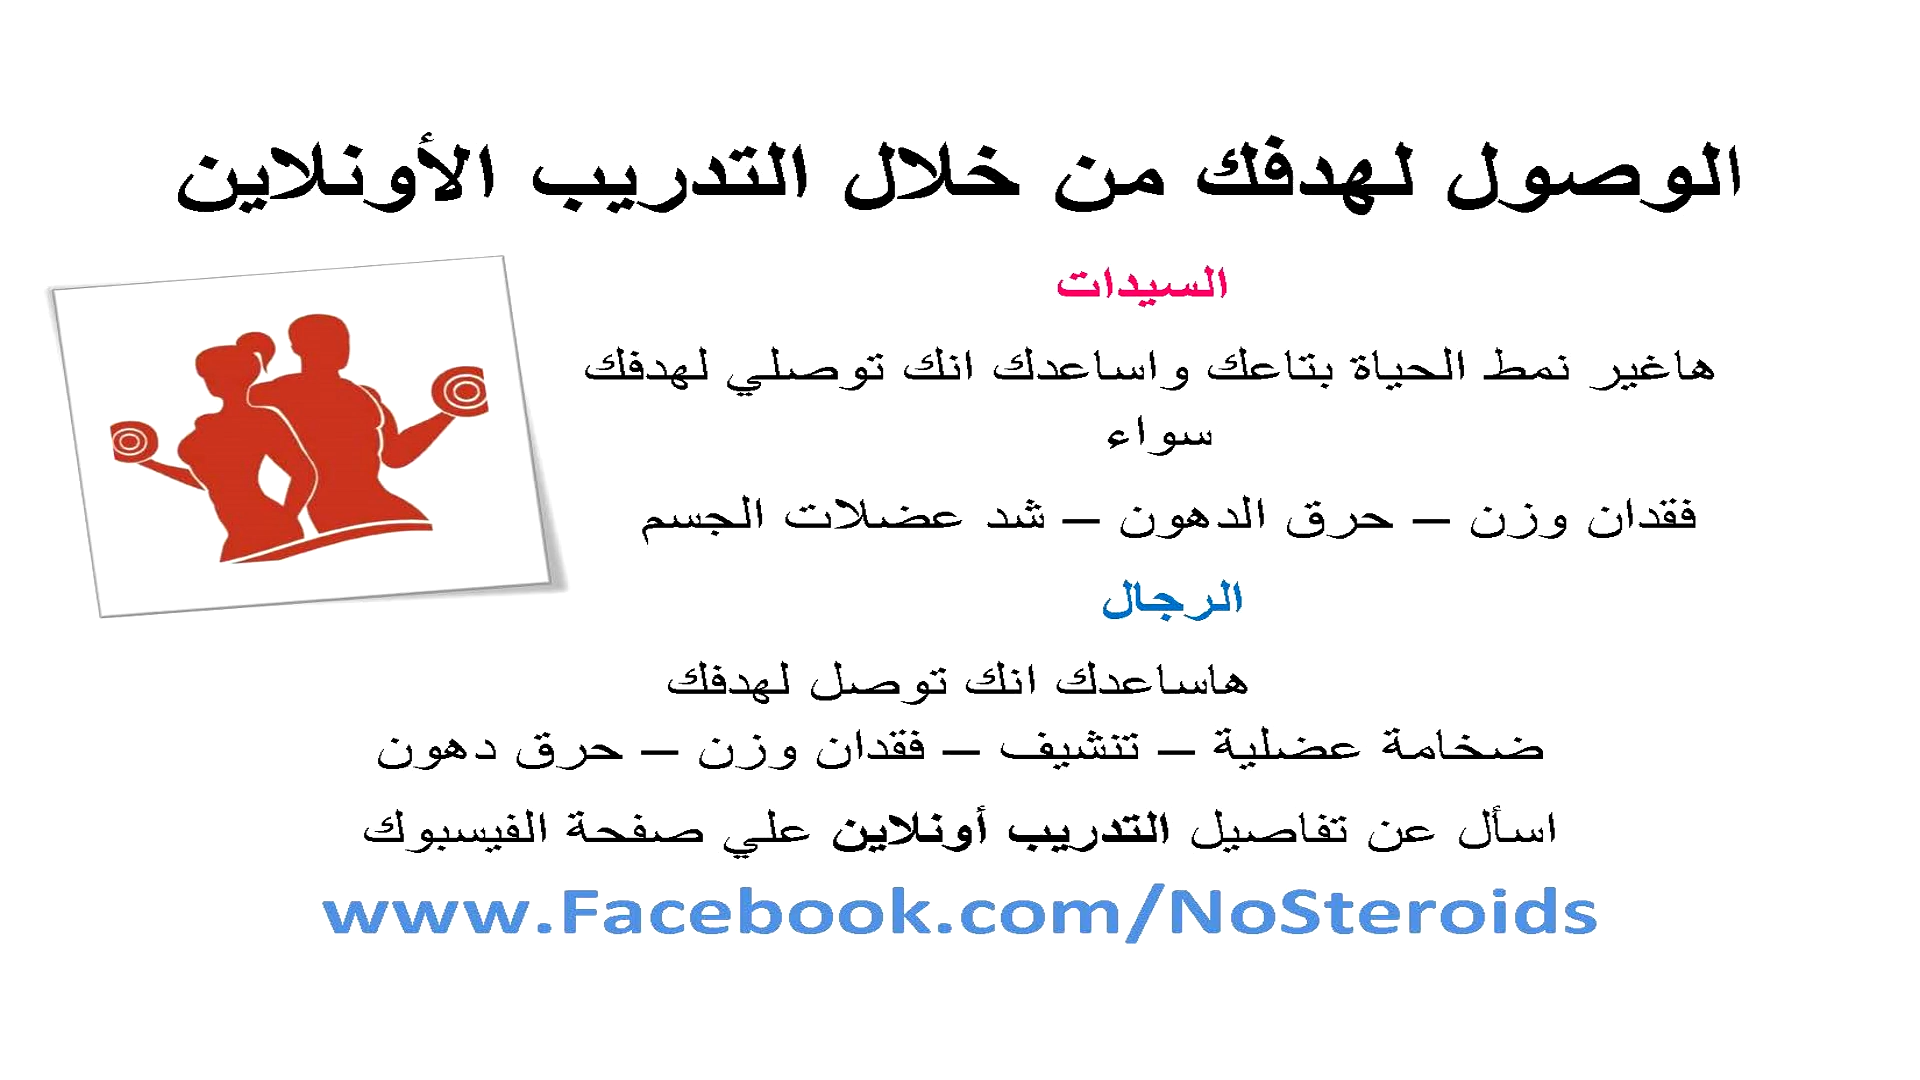 الوصول لهدفك من خلال التدريب الأونلاين
السيدات
هاغير نمط الحياة بتاعك واساعدك انك توصلي لهدفك
سواء
فقدان وزن – حرق الدهون – شد عضلات الجسم
الرجال
هاساعدك انك توصل لهدفك
ضخامة عضلية – تنشيف – فقدان وزن – حرق دهون
اسأل عن تفاصيل التدريب أونلاين علي صفحة الفيسبوك
www.Facebook.com/NoSteroids